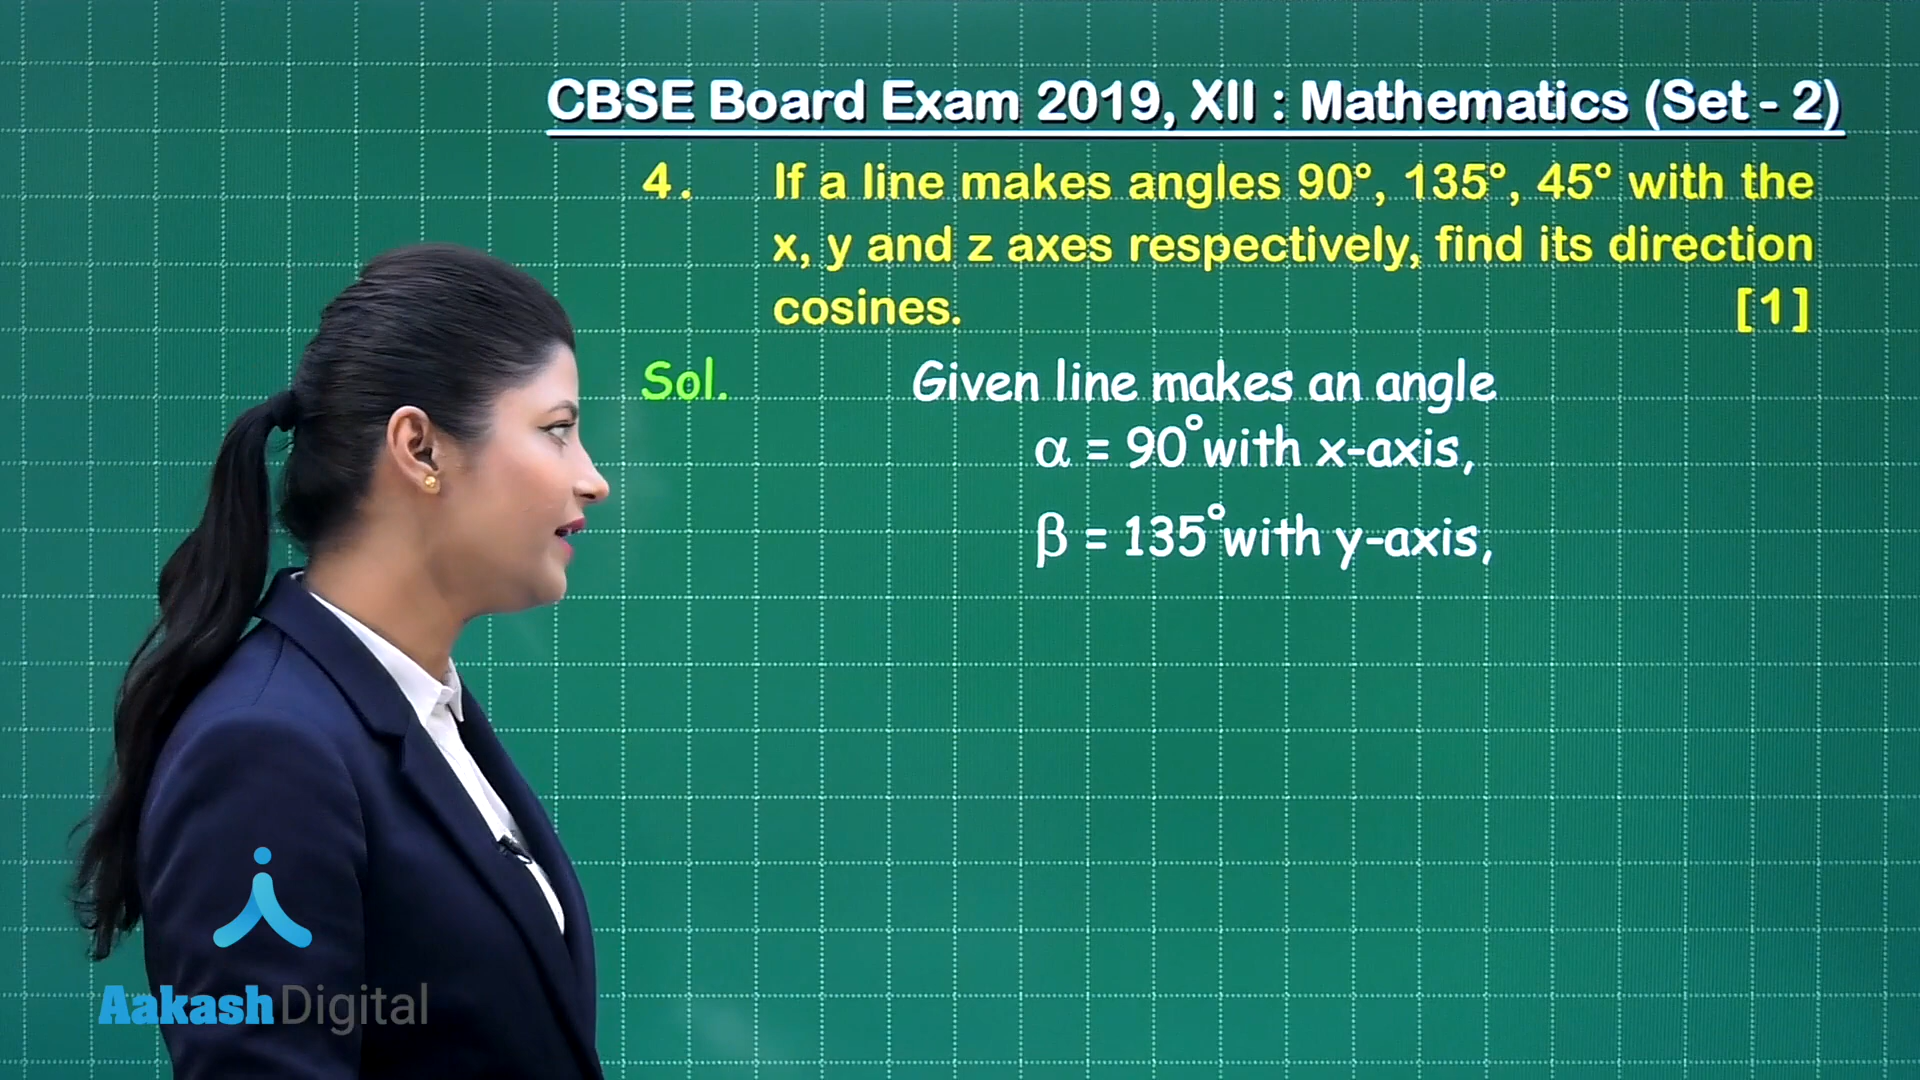 CBSE Board Exam 2019, XII : Mathematics (Set - 2)
4. If a line makes angles 90°, 135°, 45° with the
x, y and z axes respectively, find its direction
cosines. [1]
Sol. Given line makes an angle
α = 90° with x-axis,
β = 135° with y-axis,
Aakash Digital